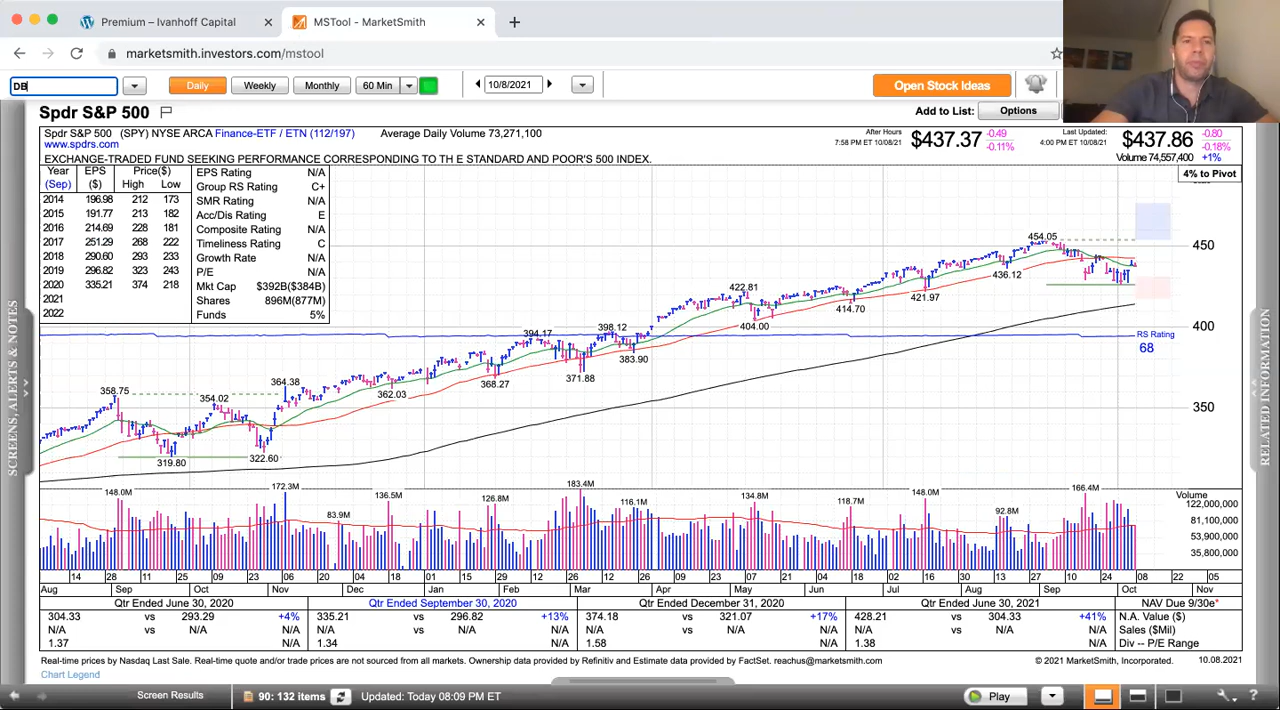 Premium – Ivanhoff Capital
MSTool – MarketSmith
marketsmith.investors.com/mstool
DB
Daily
Weekly
Monthly
60 Min
10/8/2021
Open Stock Ideas
Spdr S&P 500
Add to List:
Options
Spdr S&P 500 (SPY) NYSE ARCA Finance-ETF / ETN (112/197) Average Daily Volume 73,271,100
www.spdrs.com
After Hours
7:58 PM ET 10/08/21
$437.37
-0.49
-0.11%
Last Updated:
4:00 PM ET 10/08/21
$437.86
-0.80
-0.18%
Volume 74,557,400 +1%
EXCHANGE-TRADED FUND SEEKING PERFORMANCE CORRESPONDING TO TH E STANDARD AND POOR'S 500 INDEX.
4% to Pivot
Year EPS Price($)
(Sep) ($) High Low
2014 196.98 212 173
2015 191.77 213 182
2016 214.69 228 181
2017 251.29 268 222
2018 290.60 293 233
2019 296.82 323 243
2020 335.21 374 218
2021
2022
EPS Rating N/A
Group RS Rating C+
SMR Rating N/A
Acc/Dis Rating E
Composite Rating N/A
Timeliness Rating C
Growth Rate N/A
P/E N/A
Mkt Cap $392B($384B)
Shares 896M(877M)
Funds 5%
454.05
450
436.12
422.81
421.97
414.70
404.00
400
398.12
394.17
383.90
371.88
368.27
364.38
362.03
358.75
354.02
350
322.60
319.80
RS Rating
68
148.0M
172.3M
83.9M
136.5M
126.8M
183.4M
116.1M
134.8M
118.7M
148.0M
92.8M
166.4M
Volume
122,000,000
81,100,000
53,900,000
35,800,000
14 28 11 25 09 23 06 20 04 18 01 15 29 12 26 12 26 09 23 07 21 04 18 02 16 30 13 27 10 24 08 22 05
Aug Sep Oct Nov Dec Jan Feb Mar Apr May Jun Jul Aug Sep Oct Nov
Qtr Ended June 30, 2020
Qtr Ended September 30, 2020
Qtr Ended December 31, 2020
Qtr Ended June 30, 2021
NAV Due 9/30e*
304.33 vs 293.29 +4%
335.21 vs 296.82 +13%
374.18 vs 321.07 +17%
428.21 vs 304.33 +41%
N.A. Value ($)
N/A vs N/A N/A
N/A vs N/A N/A
N/A vs N/A N/A
N/A vs N/A N/A
Sales ($Mil)
1.37 N/A
1.34 N/A
1.58 N/A
1.38 N/A
Div -- P/E Range
Real-time prices by Nasdaq Last Sale. Real-time quote and/or trade prices are not sourced from all markets. Ownership data provided by Refinitiv and Estimate data provided by FactSet. reachus@marketsmith.com
© 2021 MarketSmith, Incorporated. 10.08.2021
Chart Legend
SCREENS, ALERTS & NOTES
RELATED INFORMATION
Screen Results
90: 132 items
Updated: Today 08:09 PM ET
Play